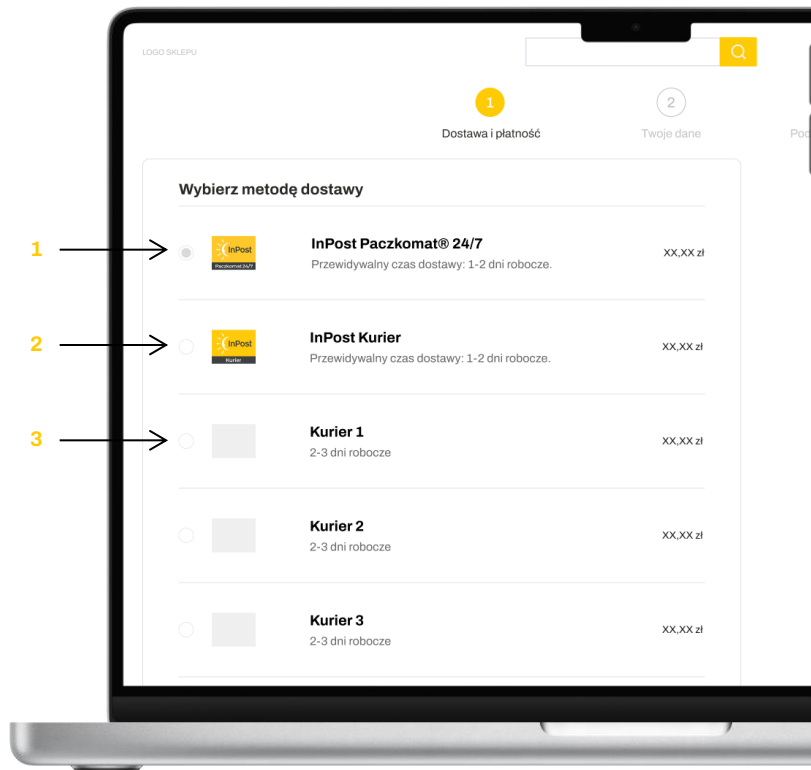 LOGO SKLEPU
1
2
Dostawa i płatność
Twoje dane
Wybierz metodę dostawy
1
InPost
Paczkomat 24/7
InPost Paczkomat® 24/7
Przewidywalny czas dostawy: 1-2 dni robocze.
XX,XX zł
2
InPost
Kurier
InPost Kurier
Przewidywalny czas dostawy: 1-2 dni robocze.
XX,XX zł
3
Kurier 1
2-3 dni robocze
XX,XX zł
Kurier 2
2-3 dni robocze
XX,XX zł
Kurier 3
2-3 dni robocze
XX,XX zł